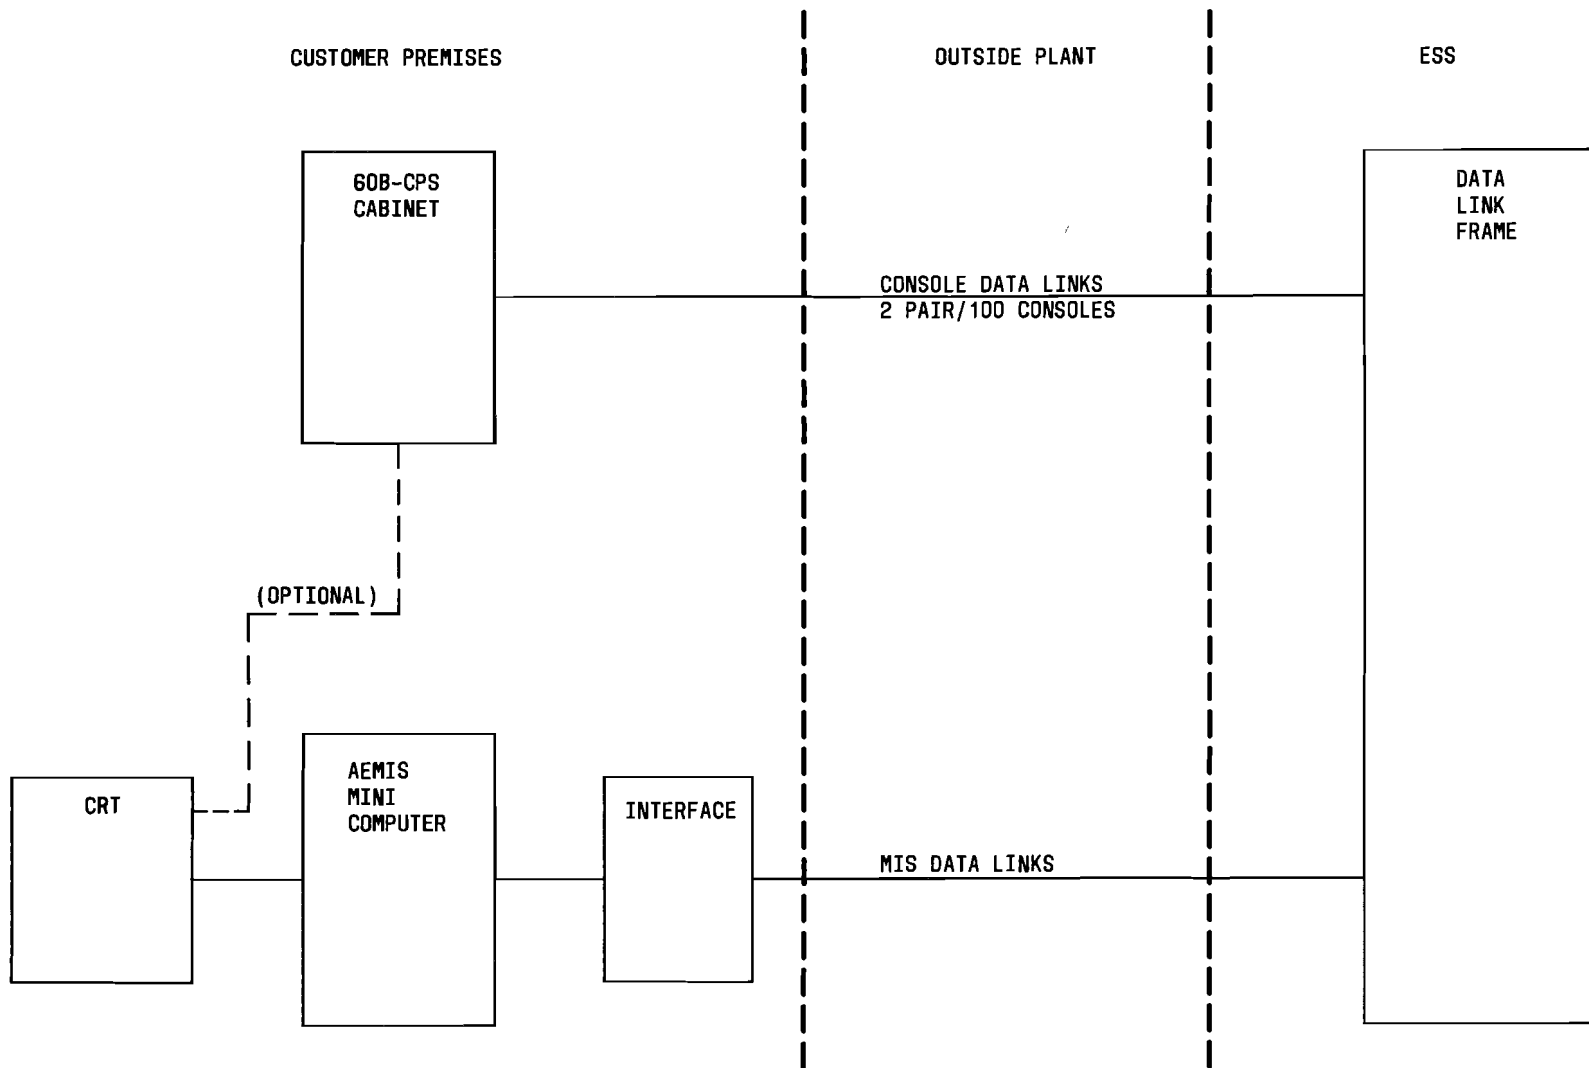 CUSTOMER PREMISES
OUTSIDE PLANT
ESS
60B-CPS
CABINET
DATA
LINK
FRAME
CONSOLE DATA LINKS
2 PAIR/100 CONSOLES
(OPTIONAL)
CRT
AEMIS
MINI
COMPUTER
INTERFACE
MIS DATA LINKS